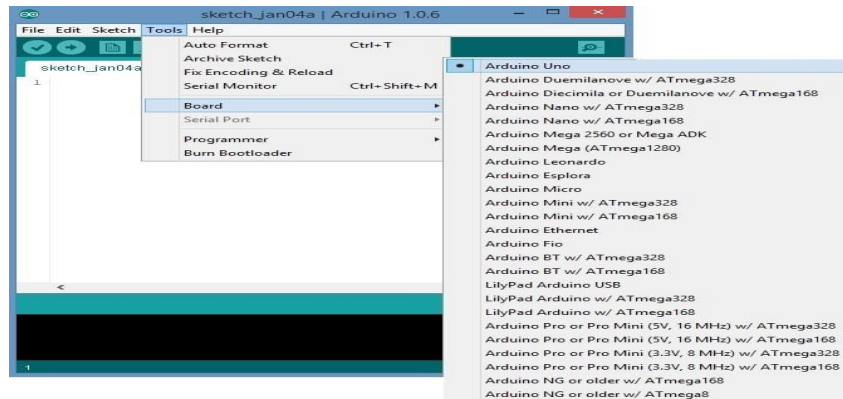 sketch_jan04a | Arduino 1.0.6
File Edit Sketch Tools Help
sketch_jan04a
1
Auto Format Ctrl+T
Archive Sketch
Fix Encoding & Reload
Serial Monitor Ctrl+Shift+M
Board
Serial Port
Programmer
Burn Bootloader
Arduino Uno
Arduino Duemilanove w/ ATmega328
Arduino Diecimila or Duemilanove w/ ATmega168
Arduino Nano w/ ATmega328
Arduino Nano w/ ATmega168
Arduino Mega 2560 or Mega ADK
Arduino Mega (ATmega1280)
Arduino Leonardo
Arduino Esplora
Arduino Micro
Arduino Mini w/ ATmega328
Arduino Mini w/ ATmega168
Arduino Ethernet
Arduino Fio
Arduino BT w/ ATmega328
Arduino BT w/ ATmega168
LilyPad Arduino USB
LilyPad Arduino w/ ATmega328
LilyPad Arduino w/ ATmega168
Arduino Pro or Pro Mini (5V, 16 MHz) w/ ATmega328
Arduino Pro or Pro Mini (5V, 16 MHz) w/ ATmega168
Arduino Pro or Pro Mini (3.3V, 8 MHz) w/ ATmega328
Arduino Pro or Pro Mini (3.3V, 8 MHz) w/ ATmega168
Arduino NG or older w/ ATmega168
Arduino NG or older w/ ATmega8
1